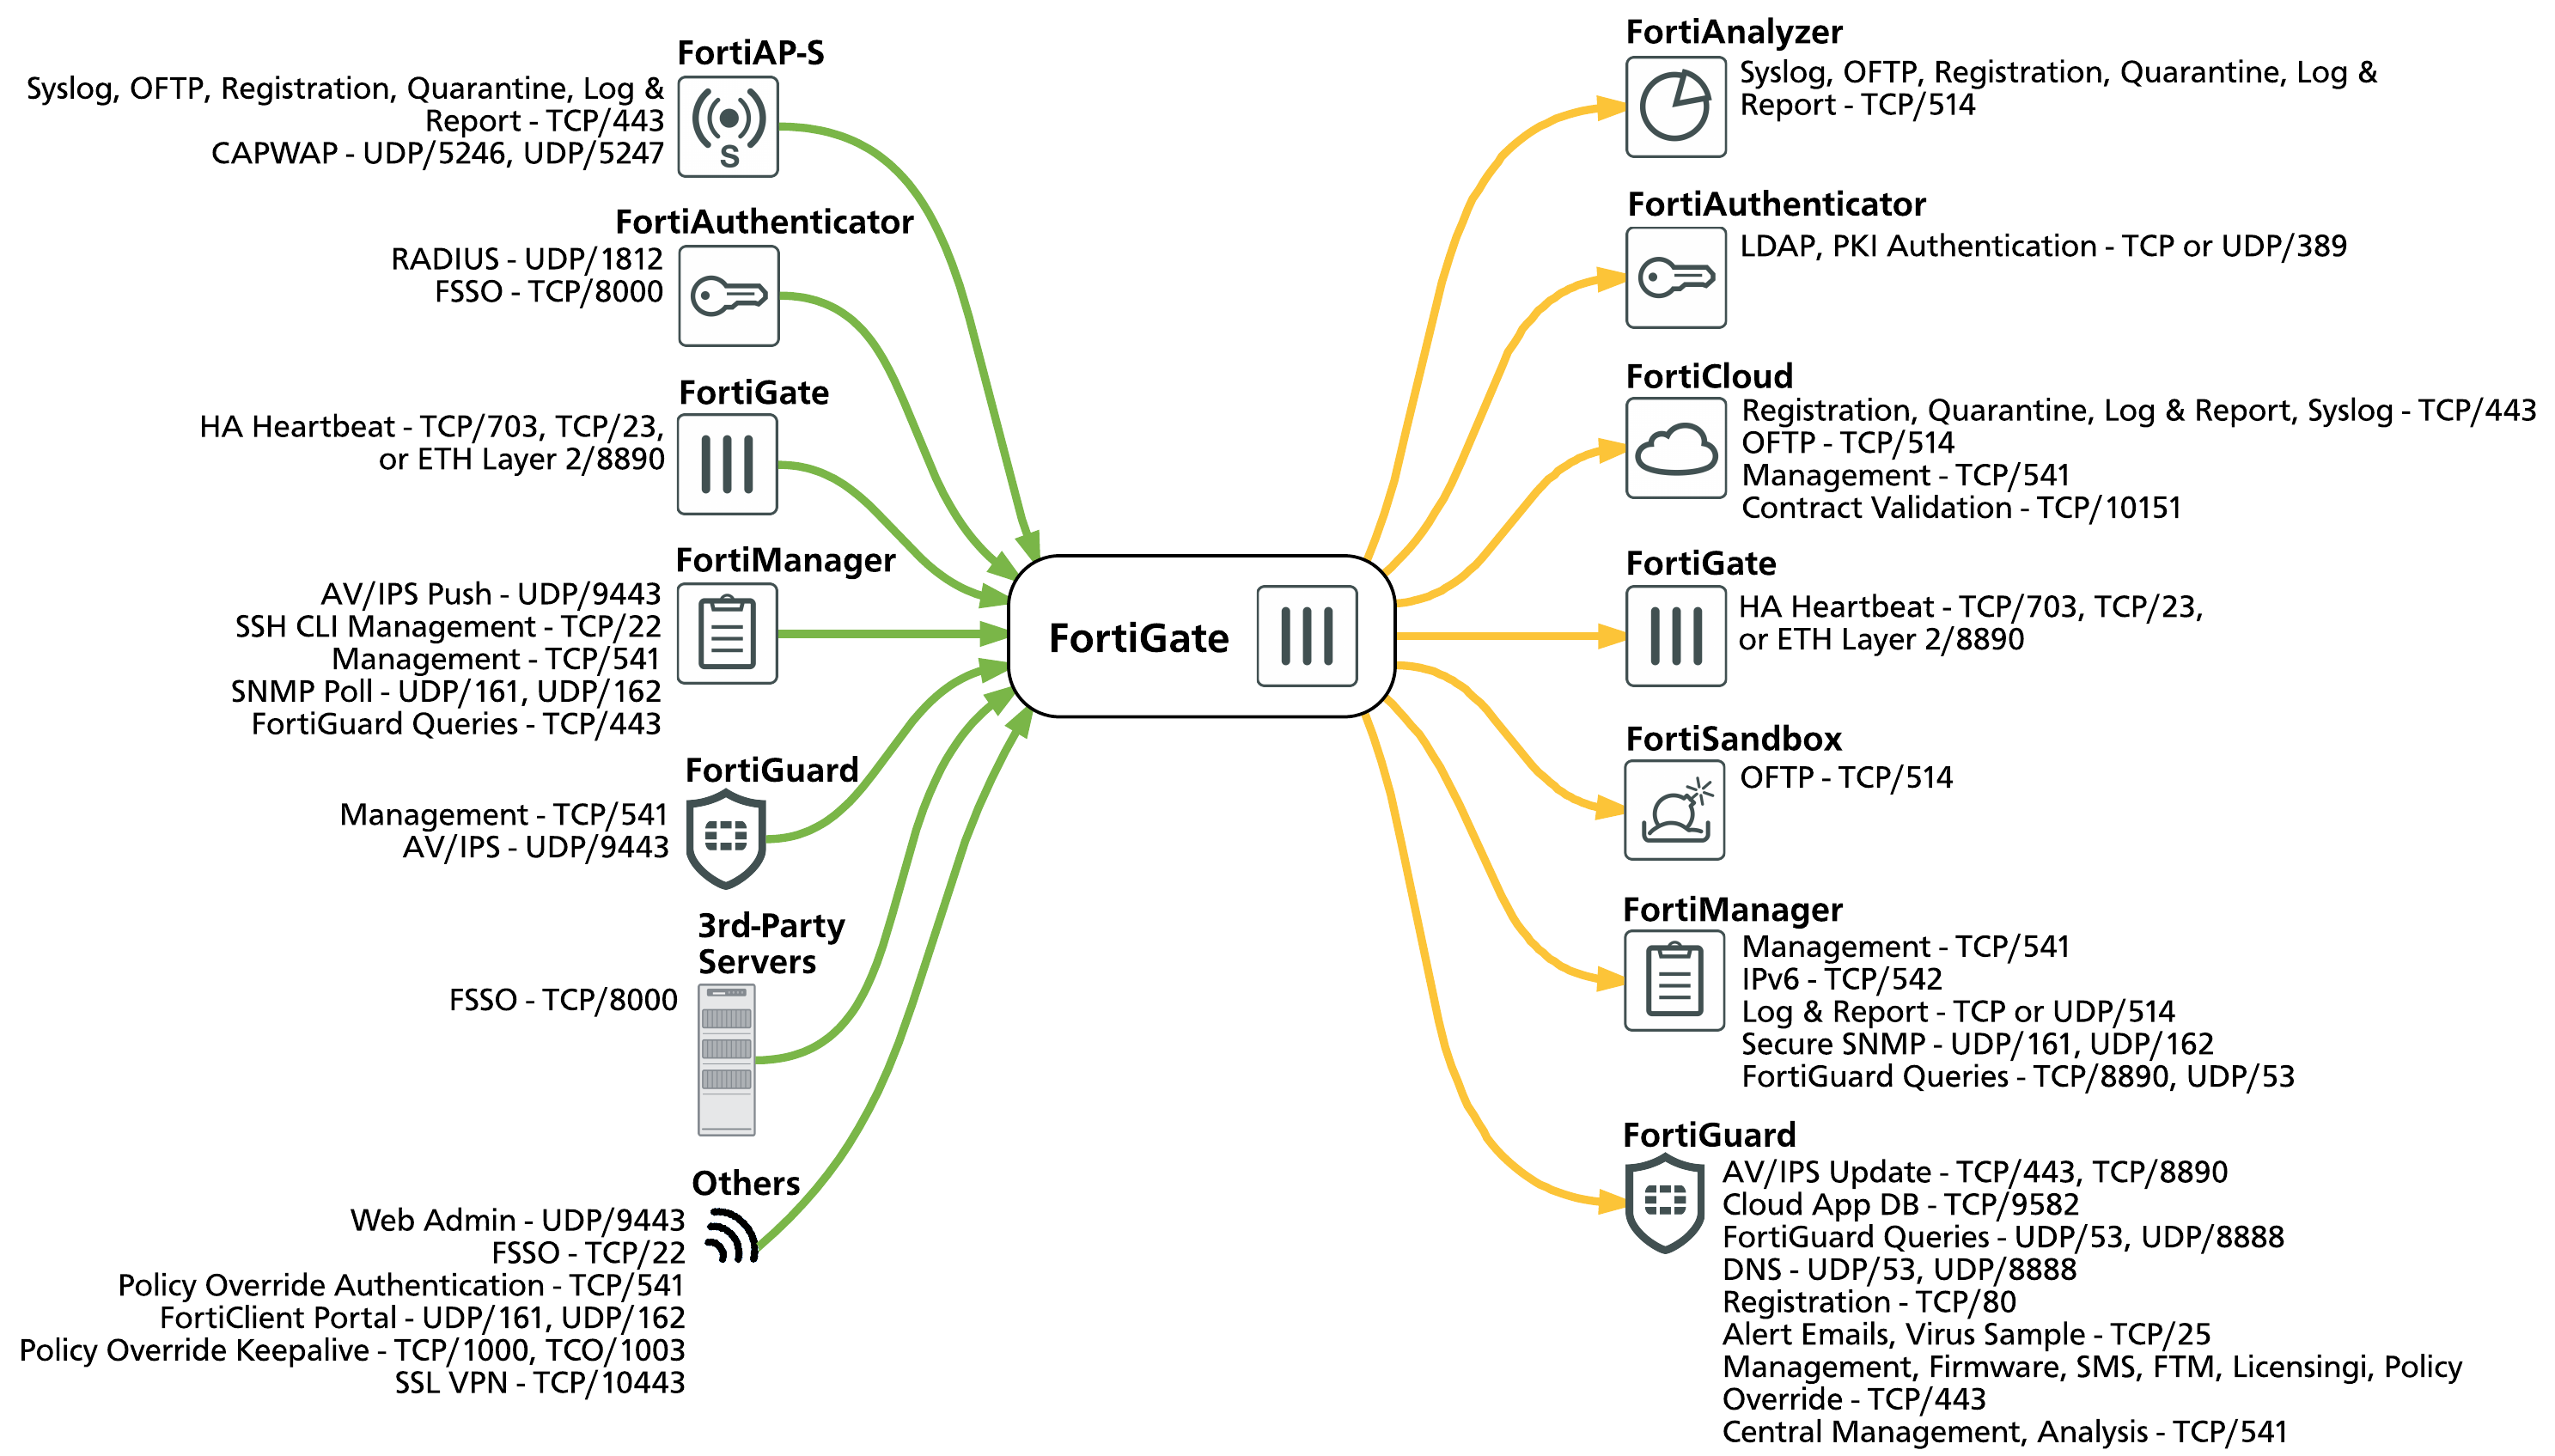 FortiAP-S
Syslog, OFTP, Registration, Quarantine, Log &
Report - TCP/443
CAPWAP - UDP/5246, UDP/5247
S
FortiAuthenticator
RADIUS - UDP/1812
FSSO - TCP/8000
FortiGate
HA Heartbeat - TCP/703, TCP/23,
or ETH Layer 2/8890
FortiManager
AV/IPS Push - UDP/9443
SSH CLI Management - TCP/22
Management - TCP/541
SNMP Poll - UDP/161, UDP/162
FortiGuard Queries - TCP/443
FortiGuard
Management - TCP/541
AV/IPS - UDP/9443
3rd-Party
Servers
FSSO - TCP/8000
Others
Web Admin - UDP/9443
FSSO - TCP/22
Policy Override Authentication - TCP/541
FortiClient Portal - UDP/161, UDP/162
Policy Override Keepalive - TCP/1000, TCO/1003
SSL VPN - TCP/10443
FortiGate
FortiAnalyzer
Syslog, OFTP, Registration, Quarantine, Log &
Report - TCP/514
FortiAuthenticator
LDAP, PKI Authentication - TCP or UDP/389
FortiCloud
Registration, Quarantine, Log & Report, Syslog - TCP/443
OFTP - TCP/514
Management - TCP/541
Contract Validation - TCP/10151
FortiGate
HA Heartbeat - TCP/703, TCP/23,
or ETH Layer 2/8890
FortiSandbox
OFTP - TCP/514
FortiManager
Management - TCP/541
IPv6 - TCP/542
Log & Report - TCP or UDP/514
Secure SNMP - UDP/161, UDP/162
FortiGuard Queries - TCP/8890, UDP/53
FortiGuard
AV/IPS Update - TCP/443, TCP/8890
Cloud App DB - TCP/9582
FortiGuard Queries - UDP/53, UDP/8888
DNS - UDP/53, UDP/8888
Registration - TCP/80
Alert Emails, Virus Sample - TCP/25
Management, Firmware, SMS, FTM, Licensingi, Policy
Override - TCP/443
Central Management, Analysis - TCP/541